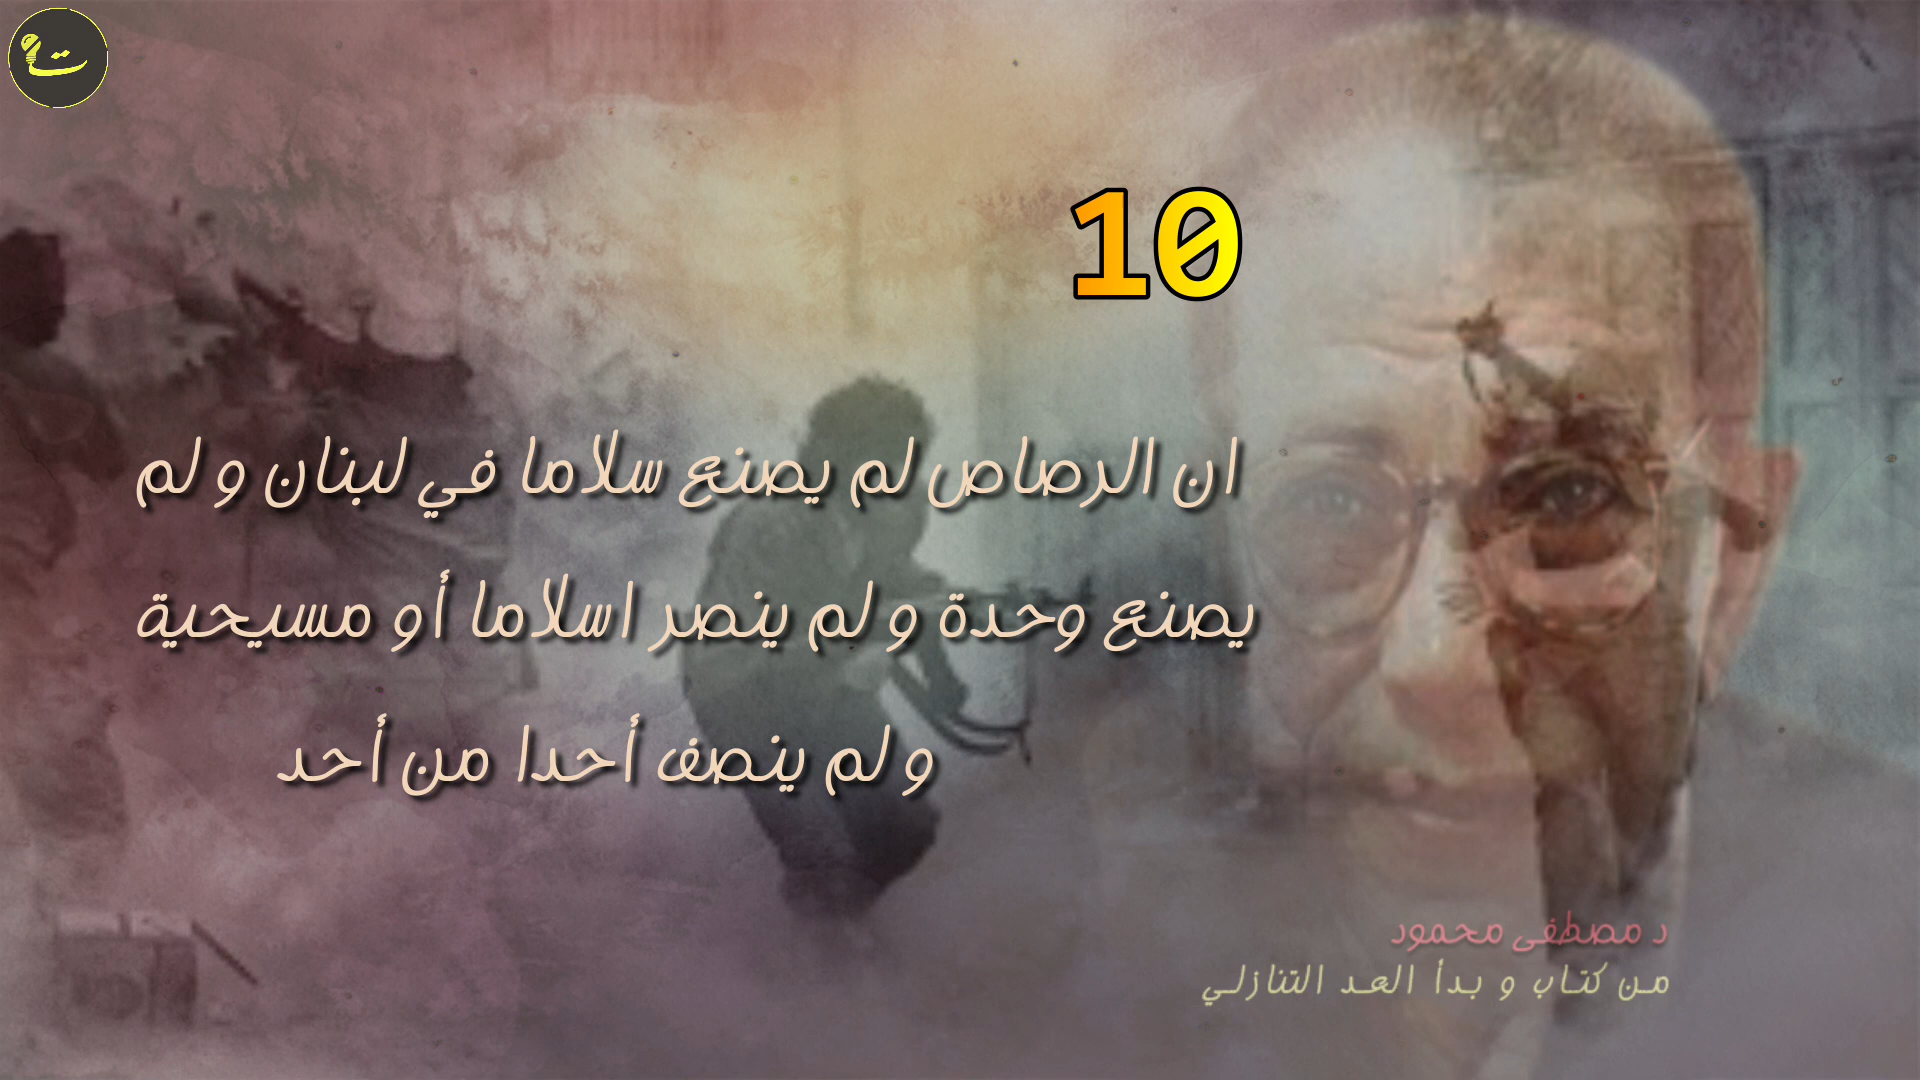 10
ان الرصاص لم يصنع سلاما في لبنان و لم
يصنع وحدة و لم ينصر اسلاما أو مسيحية
و لم ينصف أحدا من أحد
د مصطفى محمود
من كتاب و بدأ العد التنازلي